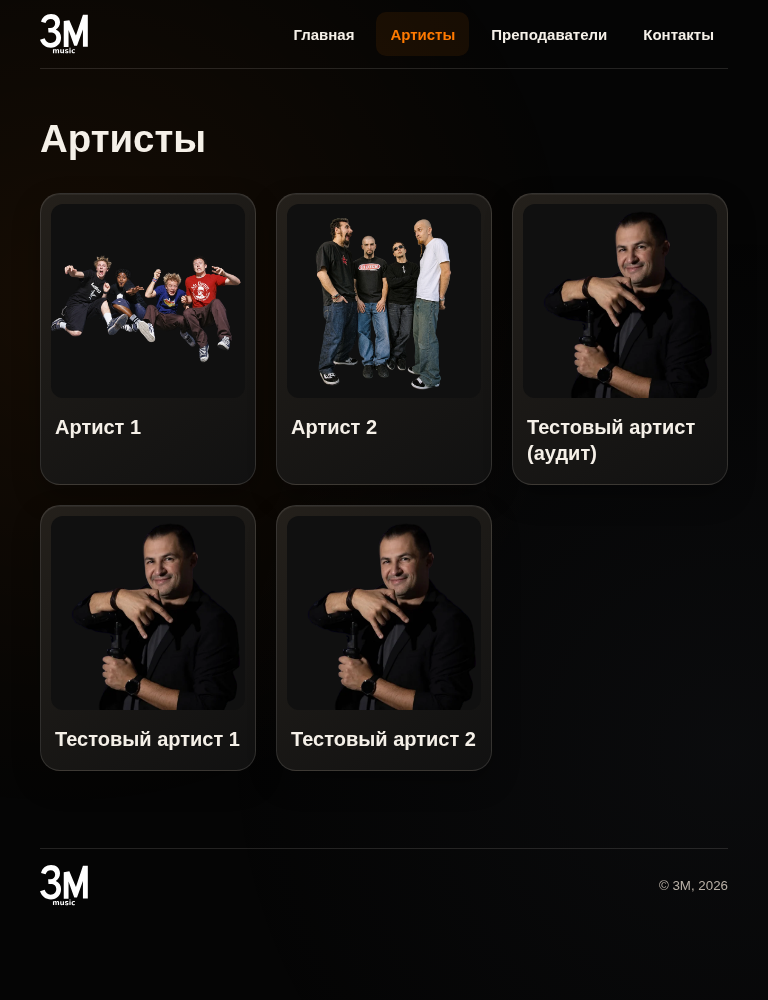 3M
music
Главная
Артисты
Преподаватели
Контакты
Артисты
Артист 1
Артист 2
Тестовый артист
(аудит)
Тестовый артист 1
Тестовый артист 2
3M
music
© 3М, 2026